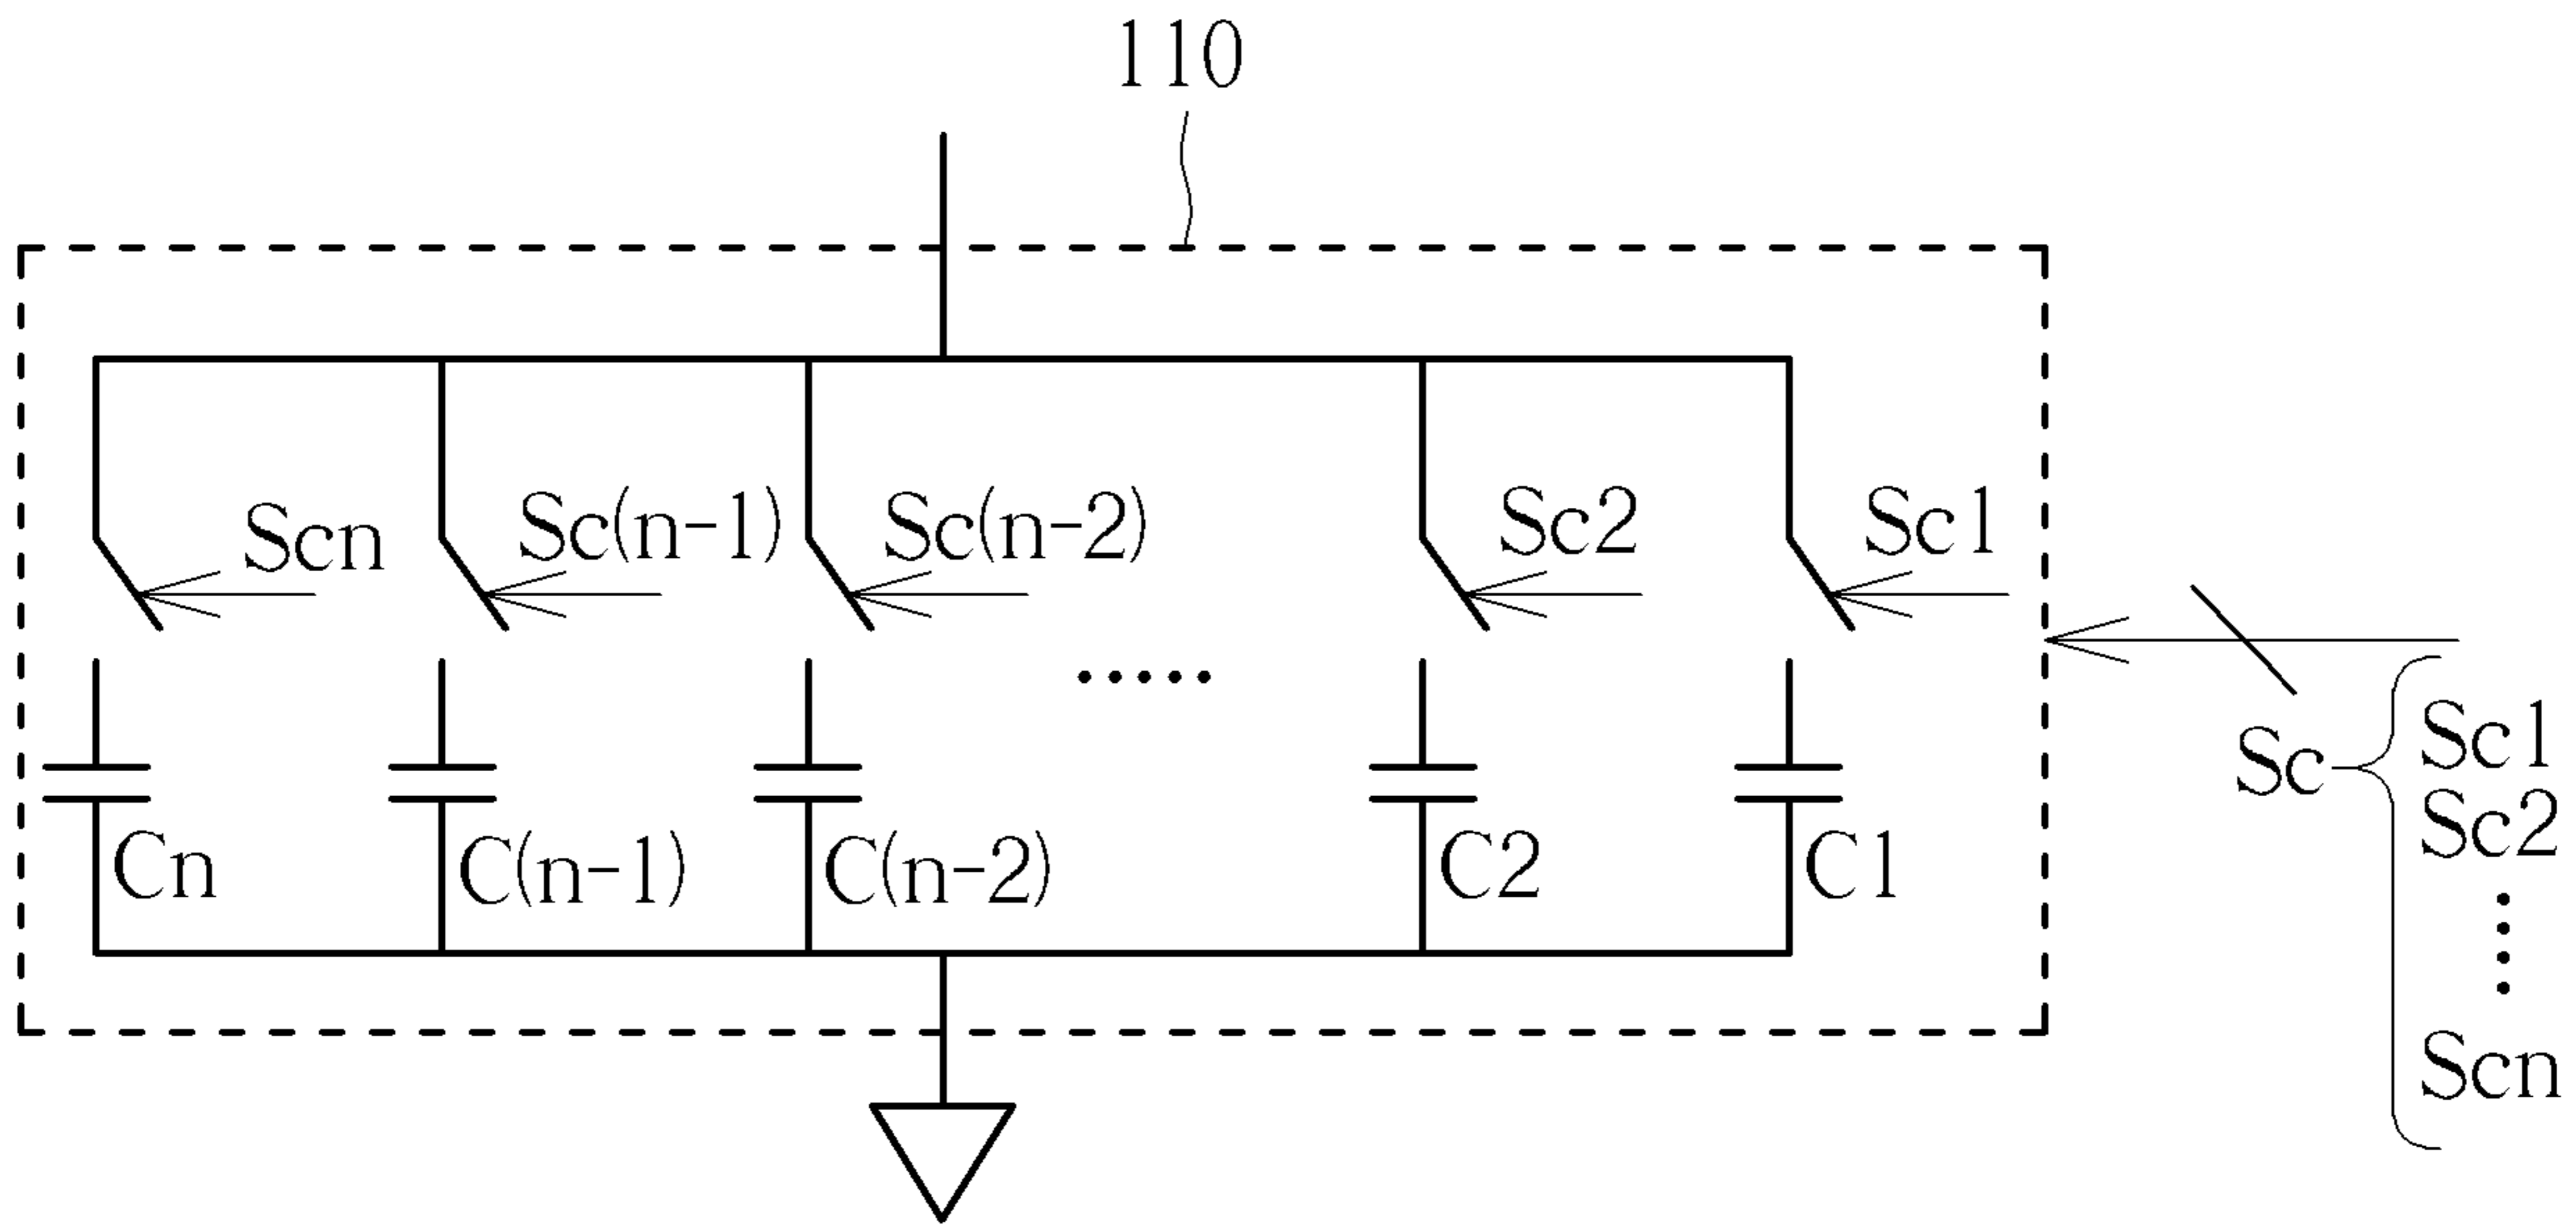 110
Scn Sc(n-1) Sc(n-2) Sc2 Sc1
.....
Cn C(n-1) C(n-2) C2 C1
Sc
Sc1
Sc2
Scn